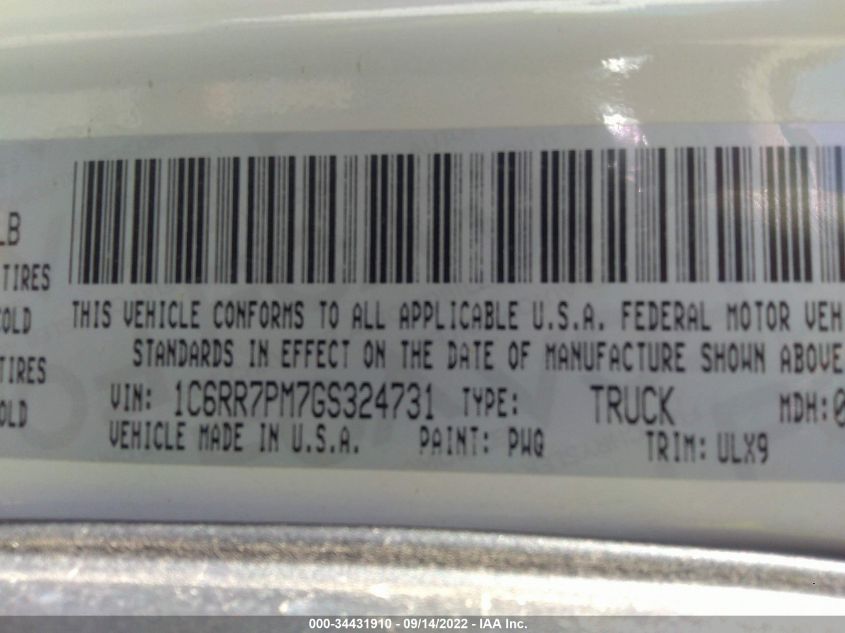 LB
TIRES
COLD
TIRES
OLD
THIS VEHICLE CONFORMS TO ALL APPLICABLE U.S.A. FEDERAL MOTOR VEH
STANDARDS IN EFFECT ON THE DATE OF MANUFACTURE SHOWN ABOVE
VIN: 1C6RR7PM7GS324731 TYPE: TRUCK MDH:0
VEHICLE MADE IN U.S.A. PAINT: PWQ TRIM: ULX9
000-34431910 - 09/14/2022 - IAA Inc.